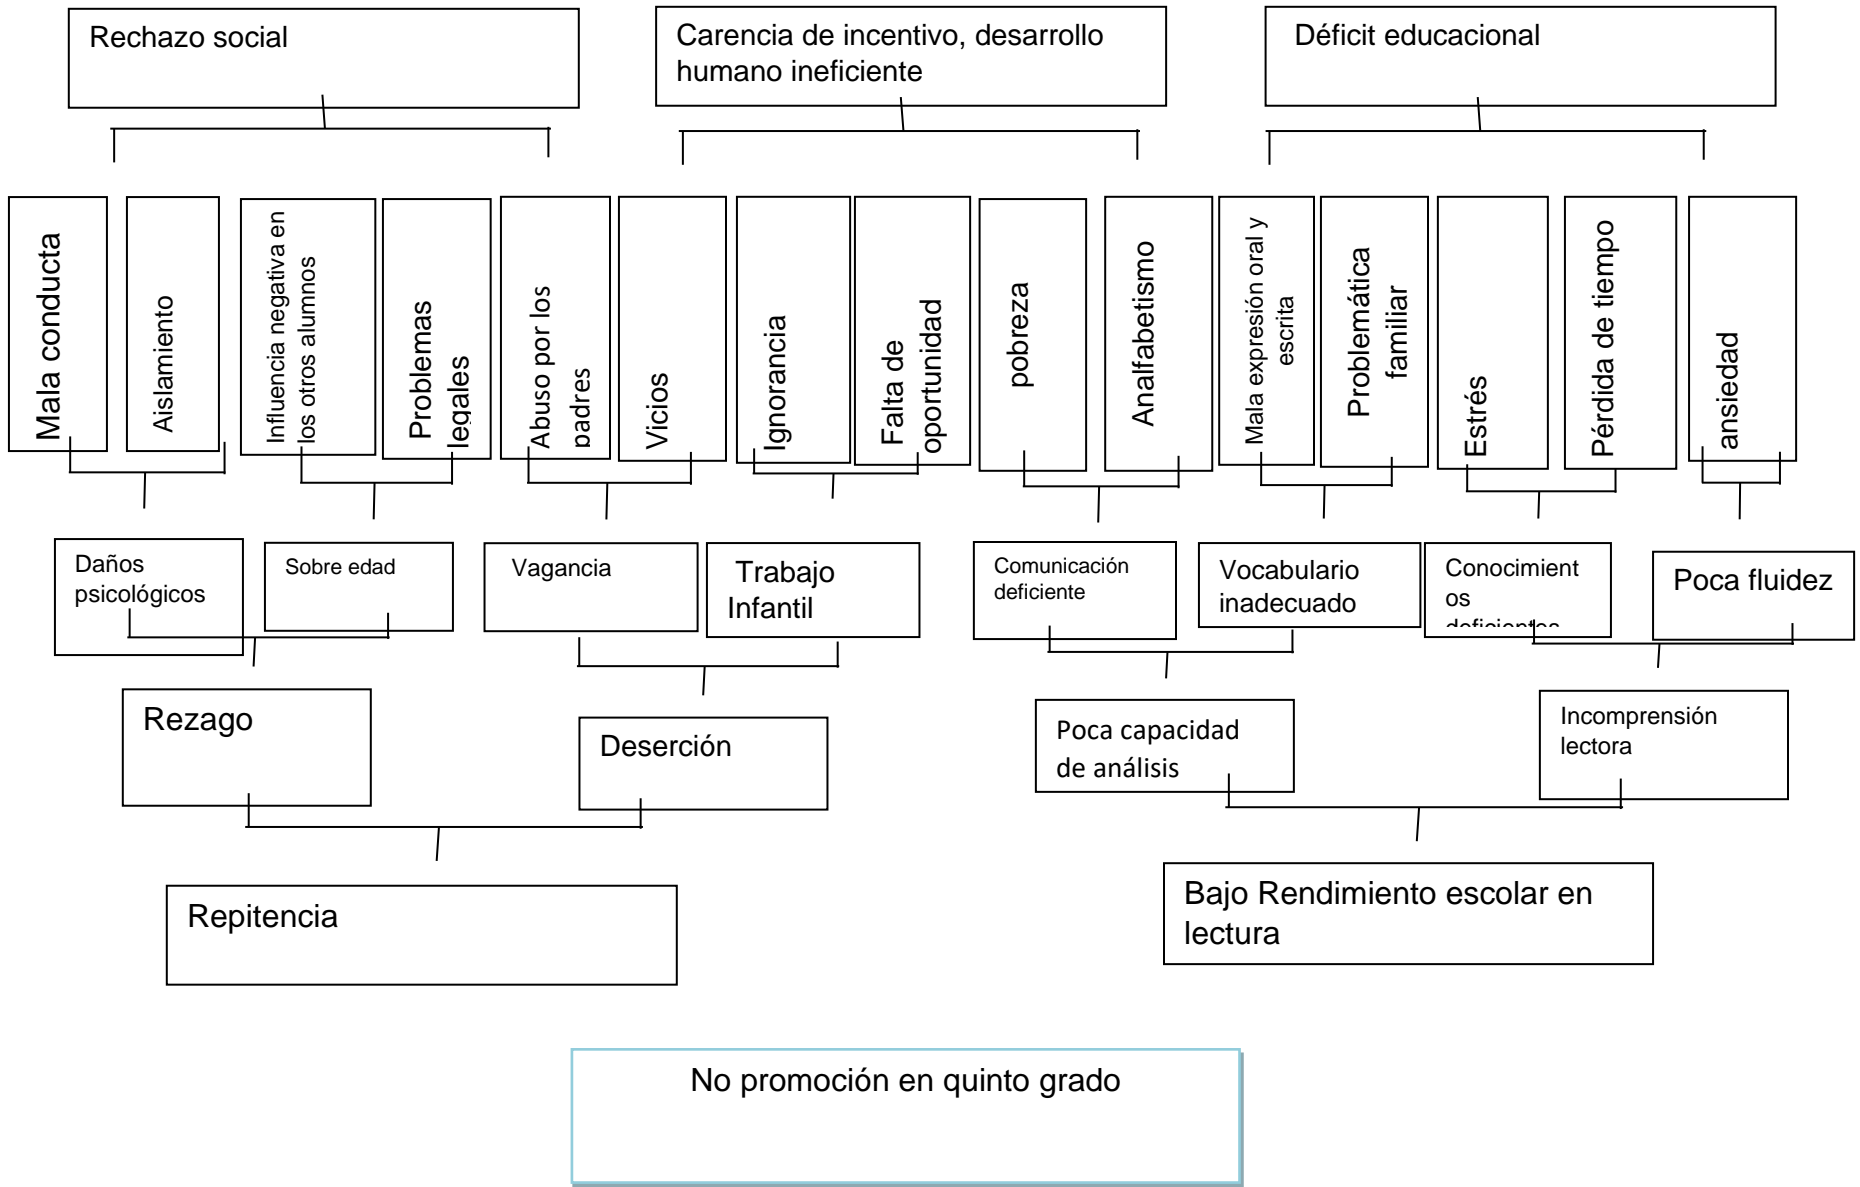 Rechazo social
Carencia de incentivo, desarrollo
humano ineficiente
Déficit educacional
Mala conducta
Aislamiento
Influencia negativa en
los otros alumnos
Problemas
legales
Abuso por los
padres
Vicios
Ignorancia
Falta de
oportunidad
pobreza
Analfabetismo
Mala expresión oral y
escrita
Problemática
familiar
Estrés
Pérdida de tiempo
ansiedad
Daños
psicológicos
Sobre edad
Vagancia
Trabajo
Infantil
Comunicación
deficiente
Vocabulario
inadecuado
Conocimient
os
deficientes
Poca fluidez
Rezago
Deserción
Poca capacidad
de análisis
Incomprensión
lectora
Repitencia
Bajo Rendimiento escolar en
lectura
No promoción en quinto grado